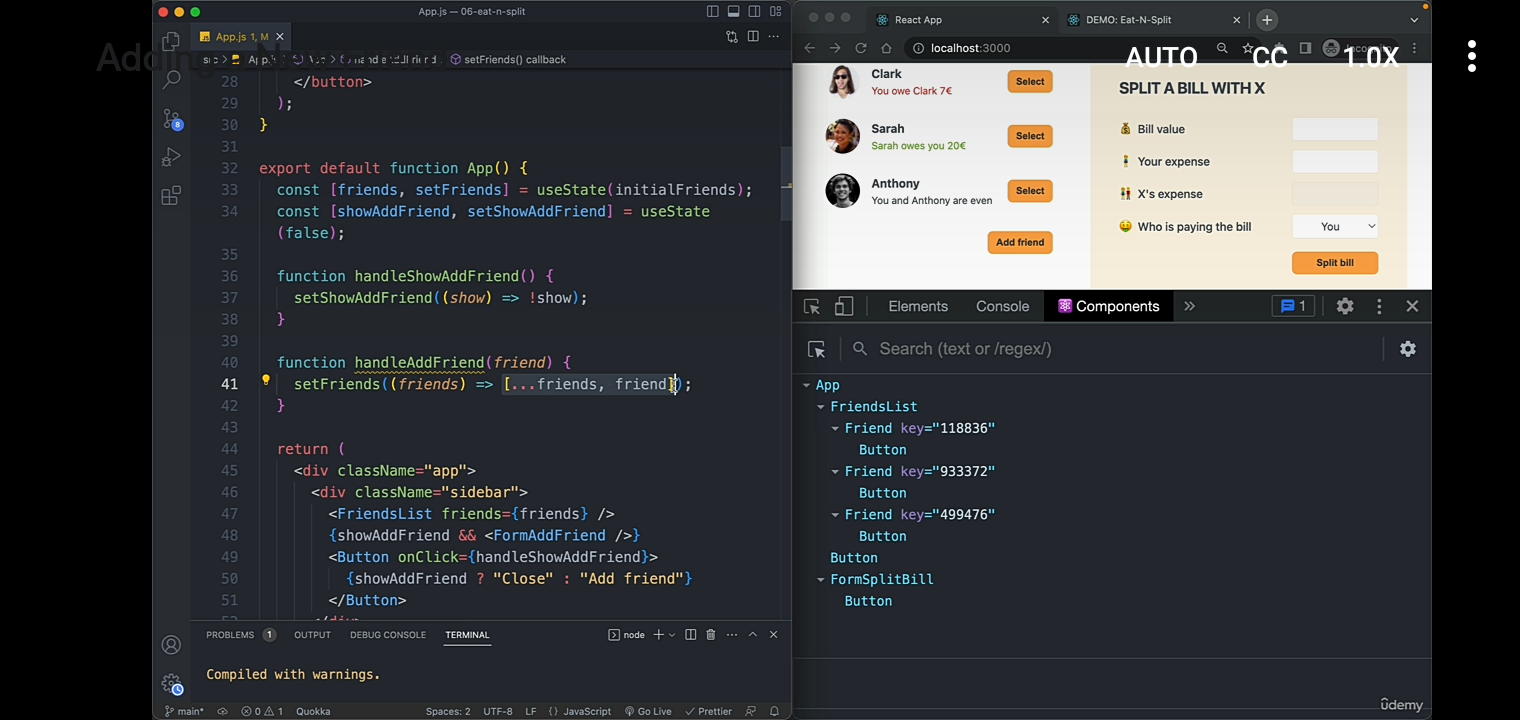 App.js — 06-eat-n-split
App.js 1, M
React App
DEMO: Eat-N-Split
localhost:3000
AUTO
CC
1.0X
src
setFriends() callback
28 </button>
29 );
30 }
31
32 export default function App() {
33 const [friends, setFriends] = useState(initialFriends);
34 const [showAddFriend, setShowAddFriend] = useState
(false);
35
36 function handleShowAddFriend() {
37 setShowAddFriend((show) => !show);
38 }
39
40 function handleAddFriend(friend) {
41 setFriends((friends) => [...friends, friend]);
42 }
43
44 return (
45 <div className="app">
46 <div className="sidebar">
47 <FriendsList friends={friends} />
48 {showAddFriend && <FormAddFriend />}
49 <Button onClick={handleShowAddFriend}>
50 {showAddFriend ? "Close" : "Add friend"}
51 </Button>
8
PROBLEMS 1 OUTPUT DEBUG CONSOLE TERMINAL
node
Compiled with warnings.
main* 0 1 Quokka Spaces: 2 UTF-8 LF {} JavaScript Go Live Prettier
Clark
You owe Clark 7€
Select
Sarah
Sarah owes you 20€
Select
Anthony
You and Anthony are even
Select
Add friend
SPLIT A BILL WITH X
💰 Bill value
🧍‍♂️ Your expense
👫 X's expense
🤑 Who is paying the bill
You
Split bill
Elements Console Components » 1
Search (text or /regex/)
App
FriendsList
Friend key="118836"
Button
Friend key="933372"
Button
Friend key="499476"
Button
Button
FormSplitBill
Button
ûdemy